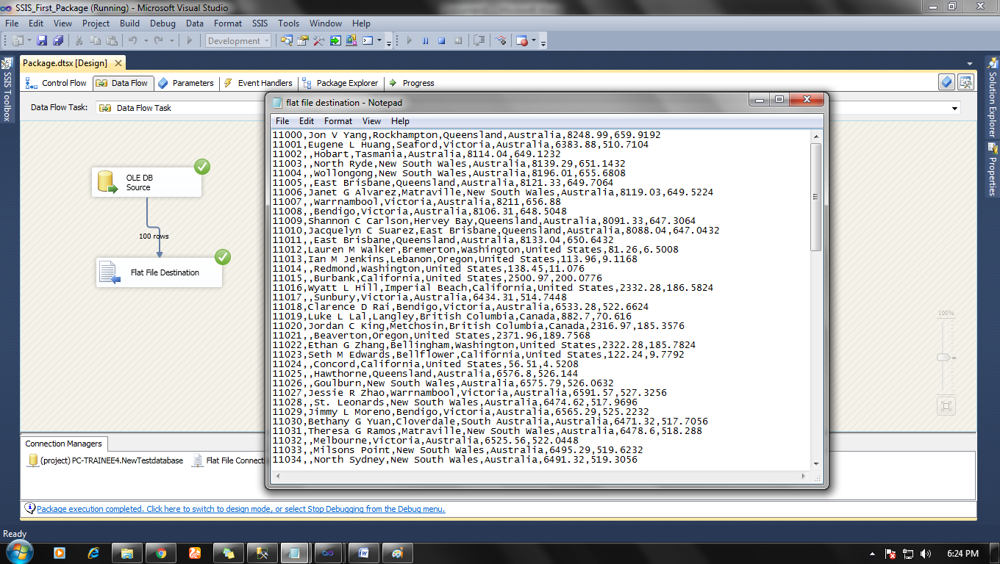 SSIS_First_Package (Running) - Microsoft Visual Studio
File Edit View Project Build Debug Data Format SSIS Tools Window Help
Development
Package.dtsx [Design]
Control Flow Data Flow Parameters Event Handlers Package Explorer Progress
Data Flow Task: Data Flow Task
SSIS Toolbox
Solution Explorer
Properties
OLE DB
Source
100 rows
Flat File Destination
flat file destination - Notepad
File Edit Format View Help
11000,Jon V Yang,Rockhampton,Queensland,Australia,8248.99,659.9192
11001,Eugene L Huang,Seaford,Victoria,Australia,6383.88,510.7104
11002,,Hobart,Tasmania,Australia,8114.04,649.1232
11003,,North Ryde,New South Wales,Australia,8139.29,651.1432
11004,,Wollongong,New South Wales,Australia,8196.01,655.6808
11005,,East Brisbane,Queensland,Australia,8121.33,649.7064
11006,Janet G Alvarez,Matraville,New South Wales,Australia,8119.03,649.5224
11007,,Warrnambool,Victoria,Australia,8211,656.88
11008,,Bendigo,Victoria,Australia,8106.31,648.5048
11009,Shannon C Carlson,Hervey Bay,Queensland,Australia,8091.33,647.3064
11010,Jacquelyn C Suarez,East Brisbane,Queensland,Australia,8088.04,647.0432
11011,,East Brisbane,Queensland,Australia,8133.04,650.6432
11012,Lauren M Walker,Bremerton,Washington,United States,81.26,6.5008
11013,Ian M Jenkins,Lebanon,Oregon,United States,113.96,9.1168
11014,,Redmond,Washington,United States,138.45,11.076
11015,,Burbank,California,United States,2500.97,200.0776
11016,Wyatt L Hill,Imperial Beach,California,United States,2332.28,186.5824
11017,,Sunbury,Victoria,Australia,6434.31,514.7448
11018,Clarence D Rai,Bendigo,Victoria,Australia,6533.28,522.6624
11019,Luke L Lal,Langley,British Columbia,Canada,882.7,70.616
11020,Jordan C King,Metchosin,British Columbia,Canada,2316.97,185.3576
11021,,Beaverton,Oregon,United States,2371.96,189.7568
11022,Ethan G Zhang,Bellingham,Washington,United States,2322.28,185.7824
11023,Seth M Edwards,Bellflower,California,United States,122.24,9.7792
11024,,Concord,California,United States,56.51,4.5208
11025,,Hawthorne,Queensland,Australia,6576.8,526.144
11026,,Goulburn,New South Wales,Australia,6575.79,526.0632
11027,Jessie R Zhao,Warrnambool,Victoria,Australia,6591.57,527.3256
11028,,St. Leonards,New South Wales,Australia,6474.62,517.9696
11029,Jimmy L Moreno,Bendigo,Victoria,Australia,6565.29,525.2232
11030,Bethany G Yuan,Cloverdale,South Australia,Australia,6471.32,517.7056
11031,Theresa G Ramos,Matraville,New South Wales,Australia,6478.6,518.288
11032,,Melbourne,Victoria,Australia,6525.56,522.0448
11033,,Milsons Point,New South Wales,Australia,6495.29,519.6232
11034,,North Sydney,New South Wales,Australia,6491.32,519.3056
100%
Connection Managers
(project) PC-TRAINEE4.NewTestdatabase Flat File Connecti
Package execution completed. Click here to switch to design mode, or select Stop Debugging from the Debug menu.
Ready
6:24 PM